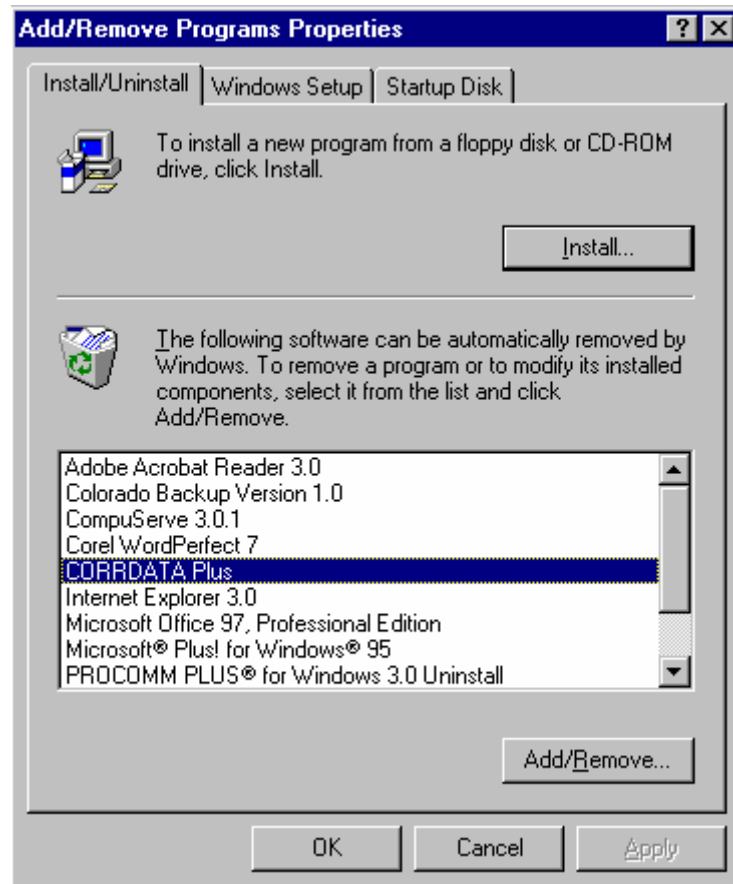 Add/Remove Programs Properties
Install/Uninstall
Windows Setup
Startup Disk
To install a new program from a floppy disk or CD-ROM
drive, click Install.
Install...
The following software can be automatically removed by
Windows. To remove a program or to modify its installed
components, select it from the list and click
Add/Remove.
Adobe Acrobat Reader 3.0
Colorado Backup Version 1.0
CompuServe 3.0.1
Corel WordPerfect 7
CORRDATA Plus
Internet Explorer 3.0
Microsoft Office 97, Professional Edition
Microsoft® Plus! for Windows® 95
PROCOMM PLUS® for Windows 3.0 Uninstall
Add/Remove...
OK
Cancel
Apply